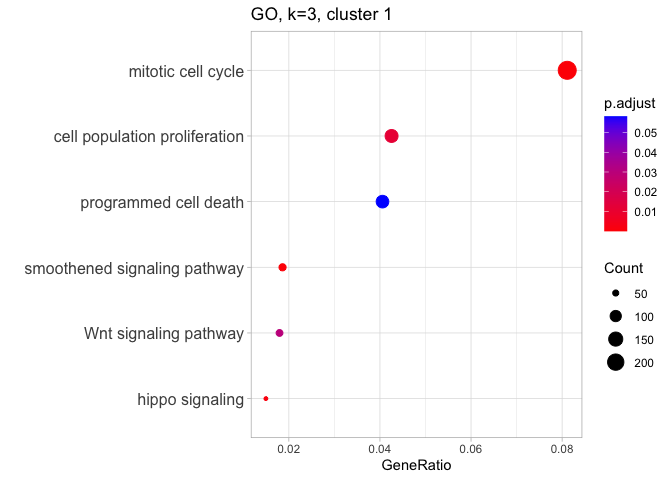 GO, k=3, cluster 1
mitotic cell cycle
cell population proliferation
programmed cell death
smoothened signaling pathway
Wnt signaling pathway
hippo signaling
0.02 0.04 0.06 0.08
GeneRatio
p.adjust
0.05
0.04
0.03
0.02
0.01
Count
50
100
150
200